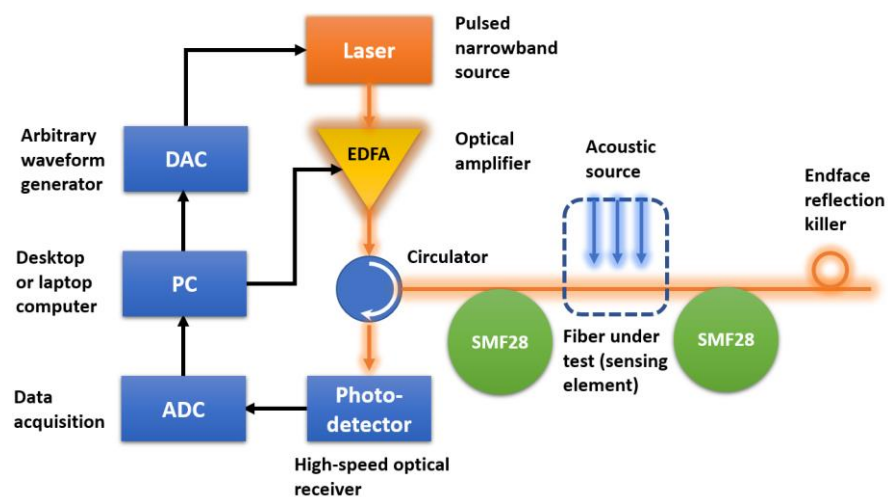 Laser
Pulsed
narrowband
source
Arbitrary
waveform
generator
DAC
EDFA
Optical
amplifier
Acoustic
source
Endface
reflection
killer
Desktop
or laptop
computer
PC
Circulator
SMF28
Fiber under
test (sensing
element)
SMF28
Data
acquisition
ADC
Photo-
detector
High-speed optical
receiver